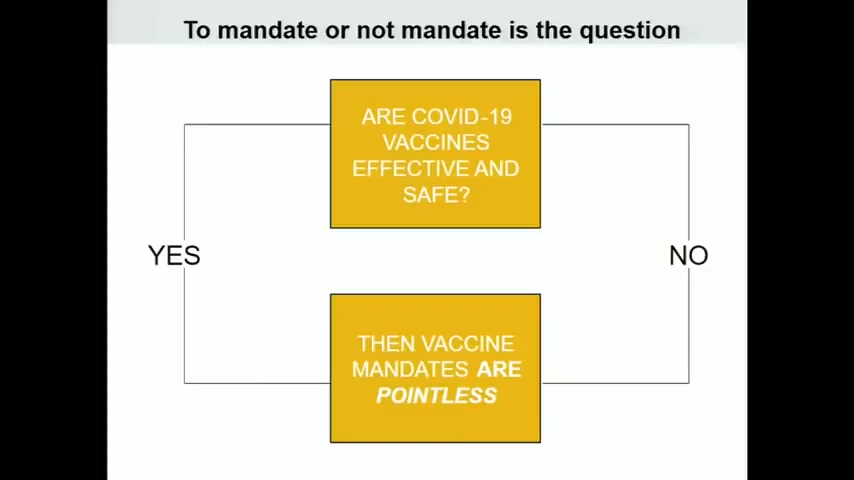 To mandate or not mandate is the question
ARE COVID-19
VACCINES
EFFECTIVE AND
SAFE?
YES
NO
THEN VACCINE
MANDATES ARE
POINTLESS